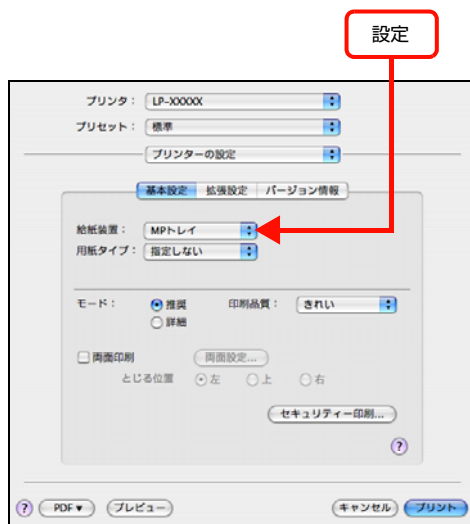 設定
プリンタ： LP-XXXXX
プリセット： 標準
プリンターの設定
基本設定 拡張設定 バージョン情報
給紙装置： MPトレイ
用紙タイプ： 指定しない
モード： 推奨 印刷品質： きれい
詳細
両面印刷 両面設定...
とじる位置 左 上 右
セキュリティー印刷...
?
? PDF▼ プレビュー キャンセル プリント